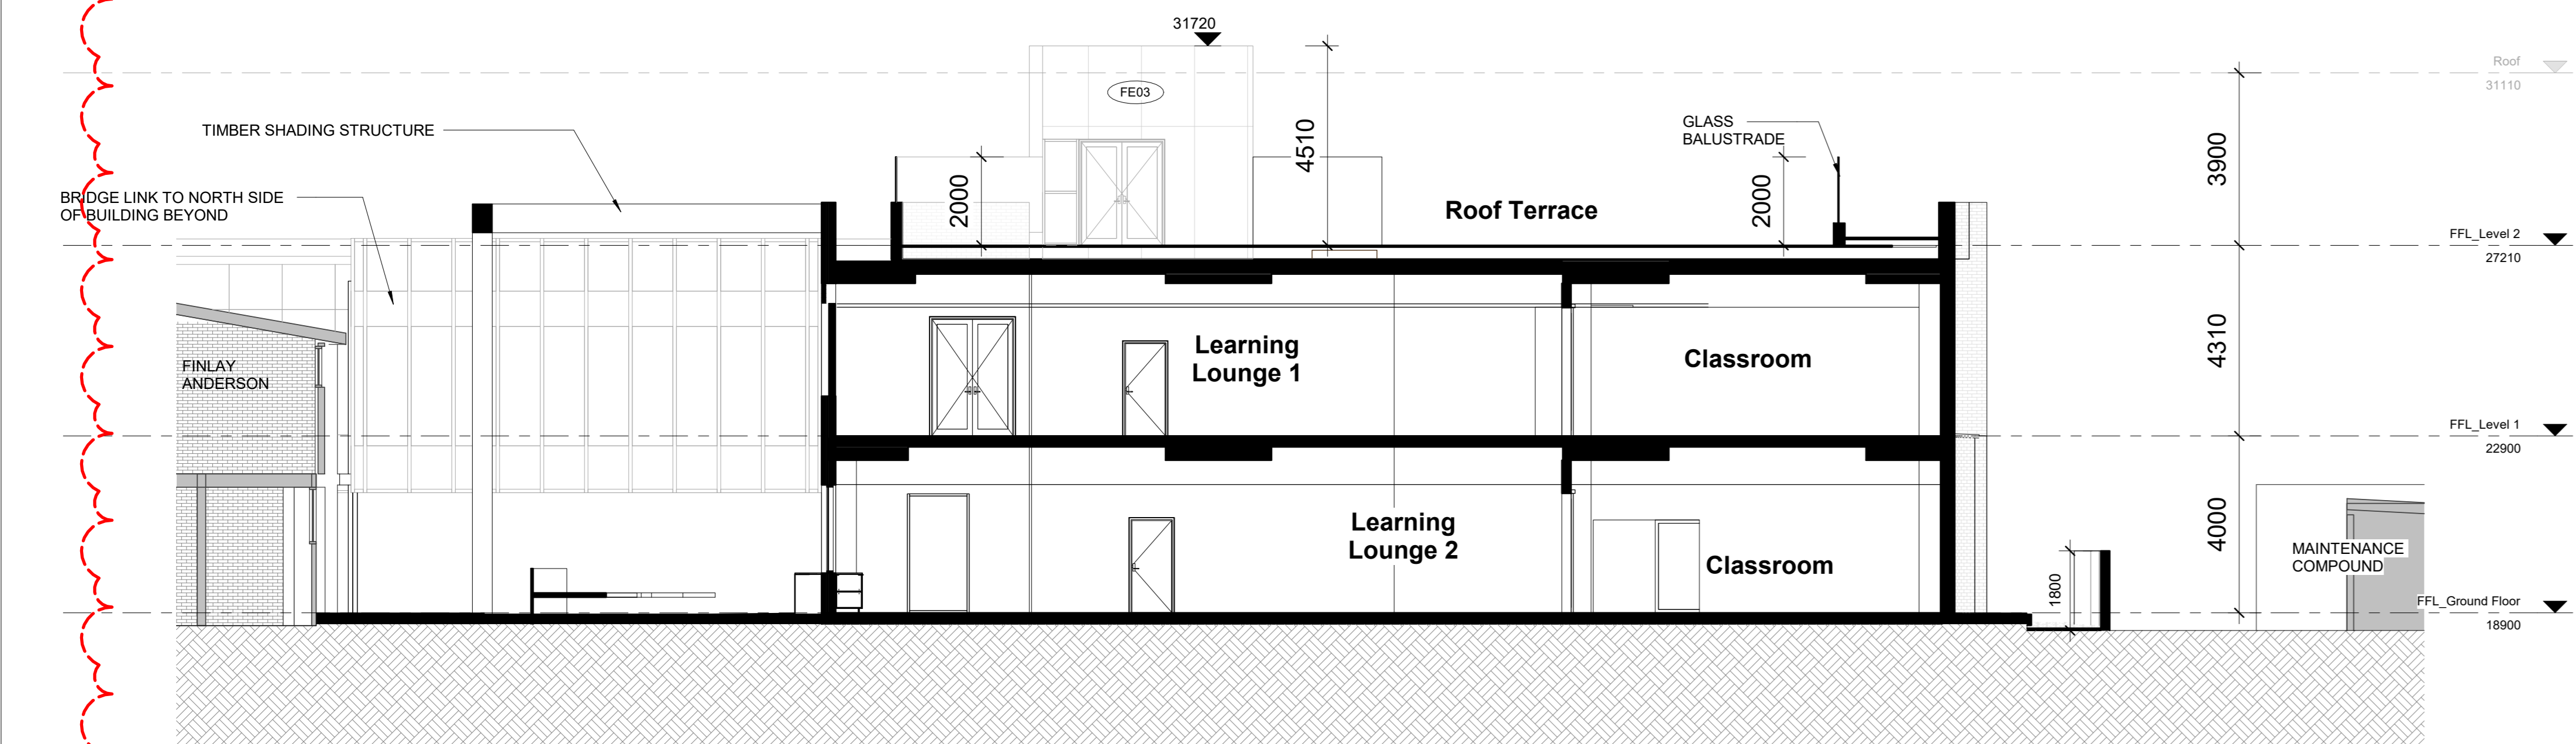 31720
Roof
31110
FE03
TIMBER SHADING STRUCTURE
GLASS
BALUSTRADE
4510
3900
2000
2000
BRIDGE LINK TO NORTH SIDE
OF BUILDING BEYOND
Roof Terrace
FFL_Level 2
27210
4310
Learning
Lounge 1
Classroom
FINLAY
ANDERSON
FFL_Level 1
22900
4000
Learning
Lounge 2
Classroom
MAINTENANCE
COMPOUND
1800
FFL_Ground Floor
18900